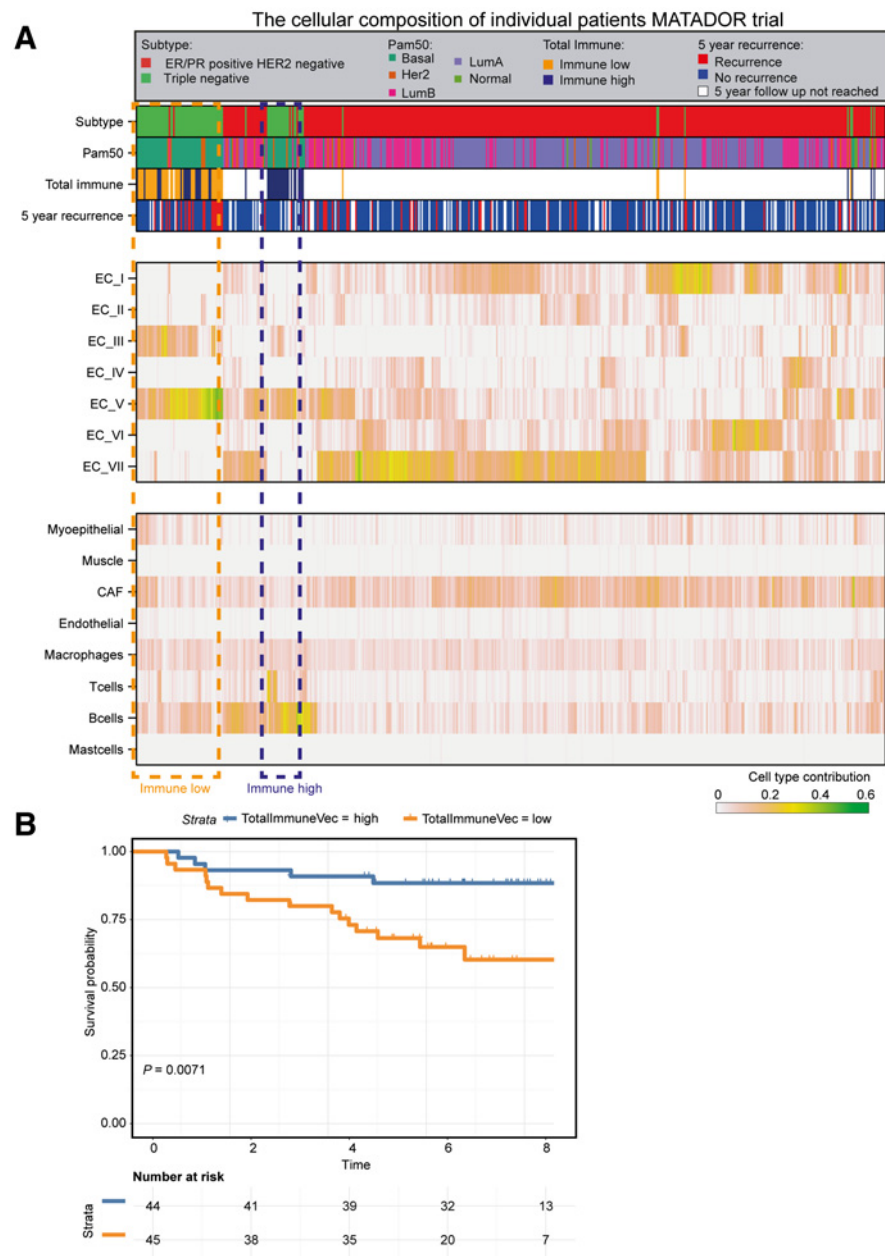 The cellular composition of individual patients MATADOR trial
A
Subtype:
ER/PR positive HER2 negative
Triple negative
Pam50:
Basal
Her2
LumB
LumA
Normal
Total Immune:
Immune low
Immune high
5 year recurrence:
Recurrence
No recurrence
5 year follow up not reached
Subtype
Pam50
Total immune
5 year recurrence
EC_I
EC_II
EC_III
EC_IV
EC_V
EC_VI
EC_VII
Myoepithelial
Muscle
CAF
Endothelial
Macrophages
Tcells
Bcells
Mastcells
Immune low
Immune high
Cell type contribution
0 0.2 0.4 0.6
B
Strata TotalImmuneVec = high TotalImmuneVec = low
Survival probability
1.00
0.75
0.50
0.25
0.00
P = 0.0071
0 2 4 6 8
Time
Number at risk
Strata
44 41 39 32 13
45 38 35 20 7